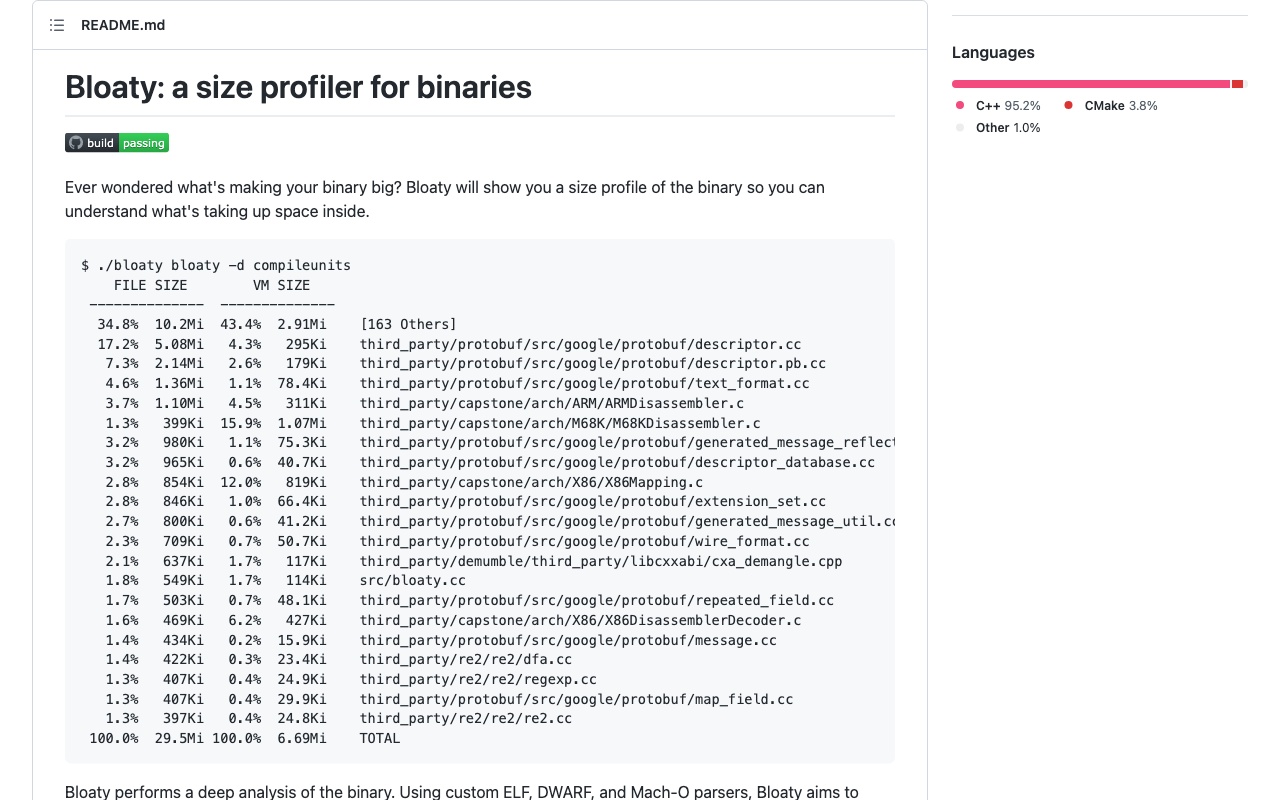 README.md
Bloaty: a size profiler for binaries
build passing
Ever wondered what's making your binary big? Bloaty will show you a size profile of the binary so you can
understand what's taking up space inside.
$ ./bloaty bloaty -d compileunits
    FILE SIZE        VM SIZE
 --------------  --------------
  34.8%  10.2Mi  43.4%  2.91Mi    [163 Others]
  17.2%  5.08Mi   4.3%   295Ki    third_party/protobuf/src/google/protobuf/descriptor.cc
   7.3%  2.14Mi   2.6%   179Ki    third_party/protobuf/src/google/protobuf/descriptor.pb.cc
   4.6%  1.36Mi   1.1%  78.4Ki    third_party/protobuf/src/google/protobuf/text_format.cc
   3.7%  1.10Mi   4.5%   311Ki    third_party/capstone/arch/ARM/ARMDisassembler.c
   1.3%   399Ki  15.9%  1.07Mi    third_party/capstone/arch/M68K/M68KDisassembler.c
   3.2%   980Ki   1.1%  75.3Ki    third_party/protobuf/src/google/protobuf/generated_message_reflect
   3.2%   965Ki   0.6%  40.7Ki    third_party/protobuf/src/google/protobuf/descriptor_database.cc
   2.8%   854Ki  12.0%   819Ki    third_party/capstone/arch/X86/X86Mapping.c
   2.8%   846Ki   1.0%  66.4Ki    third_party/protobuf/src/google/protobuf/extension_set.cc
   2.7%   800Ki   0.6%  41.2Ki    third_party/protobuf/src/google/protobuf/generated_message_util.cc
   2.3%   709Ki   0.7%  50.7Ki    third_party/protobuf/src/google/protobuf/wire_format.cc
   2.1%   637Ki   1.7%   117Ki    third_party/demumble/third_party/libcxxabi/cxa_demangle.cpp
   1.8%   549Ki   1.7%   114Ki    src/bloaty.cc
   1.7%   503Ki   0.7%  48.1Ki    third_party/protobuf/src/google/protobuf/repeated_field.cc
   1.6%   469Ki   6.2%   427Ki    third_party/capstone/arch/X86/X86DisassemblerDecoder.c
   1.4%   434Ki   0.2%  15.9Ki    third_party/protobuf/src/google/protobuf/message.cc
   1.4%   422Ki   0.3%  23.4Ki    third_party/re2/re2/dfa.cc
   1.3%   407Ki   0.4%  24.9Ki    third_party/re2/re2/regexp.cc
   1.3%   407Ki   0.4%  29.9Ki    third_party/protobuf/src/google/protobuf/map_field.cc
   1.3%   397Ki   0.4%  24.8Ki    third_party/re2/re2/re2.cc
 100.0%  29.5Mi 100.0%  6.69Mi    TOTAL
Bloaty performs a deep analysis of the binary. Using custom ELF, DWARF, and Mach-O parsers, Bloaty aims to
Languages
C++ 95.2% CMake 3.8%
Other 1.0%